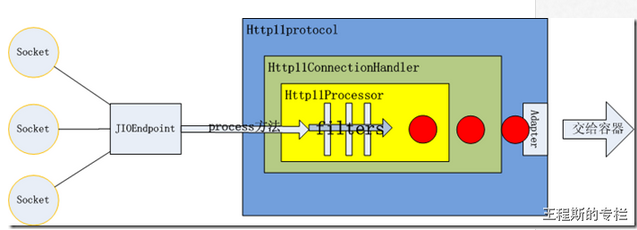 Socket
Socket
Socket
JIOEndpoint
process方法
Http11protocol
Http11ConnectionHandler
Http11Processor
filters
Adapter
交给容器
王程斯的专栏